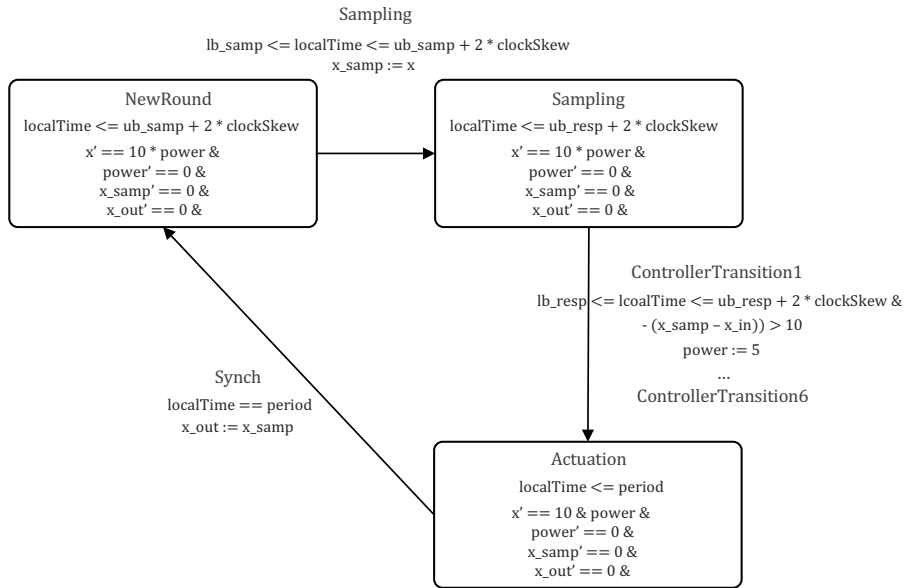 Sampling
lb_samp <= localTime <= ub_samp + 2 * clockSkew
x_samp := x
NewRound
localTime <= ub_samp + 2 * clockSkew
x’ == 10 * power &
power’ == 0 &
x_samp’ == 0 &
x_out’ == 0 &
Sampling
localTime <= ub_resp + 2 * clockSkew
x’ == 10 * power &
power’ == 0 &
x_samp’ == 0 &
x_out’ == 0 &
ControllerTransition1
lb_resp <= lcoalTime <= ub_resp + 2 * clockSkew &
- (x_samp – x_in)) > 10
power := 5
...
ControllerTransition6
Synch
localTime == period
x_out := x_samp
Actuation
localTime <= period
x’ == 10 & power &
power’ == 0 &
x_samp’ == 0 &
x_out’ == 0 &